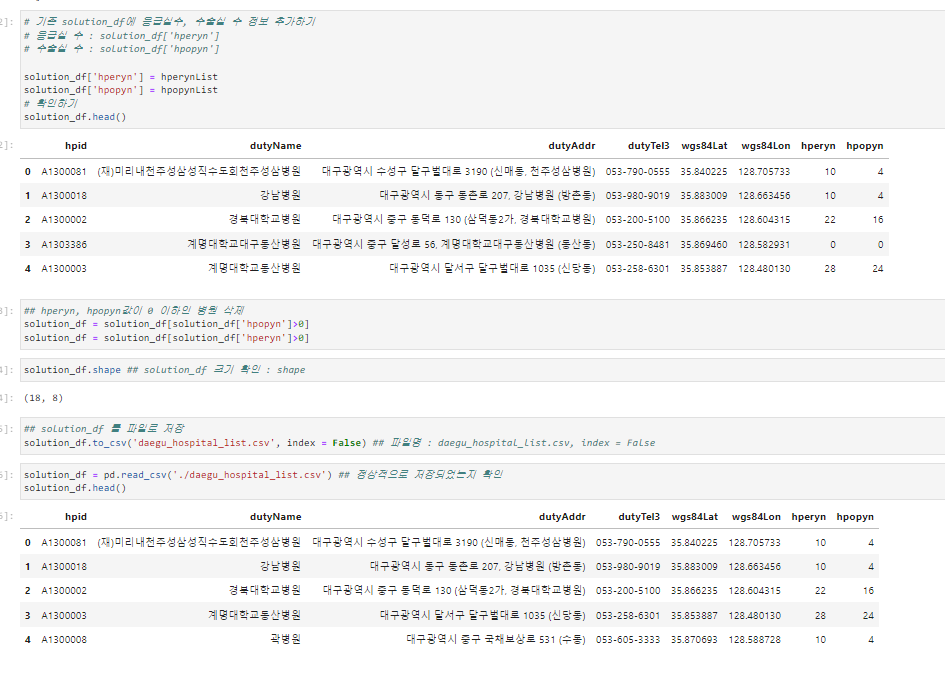 # 기존 solution_df에 응급실수, 수술실 수 정보 추가하기
# 응급실 수 : solution_df['hperyn']
# 수술실 수 : solution_df['hpopyn']
solution_df['hperyn'] = hperynList
solution_df['hpopyn'] = hpopynList
# 확인하기
solution_df.head()
hpid dutyName dutyAddr dutyTel3 wgs84Lat wgs84Lon hperyn hpopyn
0 A1300081 (재)미리내천주성삼성직수도회천주성삼병원 대구광역시 수성구 달구벌대로 3190 (신매동, 천주성삼병원) 053-790-0555 35.840225 128.705733 10 4
1 A1300018 강남병원 대구광역시 동구 동촌로 207, 강남병원 (방촌동) 053-980-9019 35.883009 128.663456 10 4
2 A1300002 경북대학교병원 대구광역시 중구 동덕로 130 (삼덕동2가, 경북대학교병원) 053-200-5100 35.866235 128.604315 22 16
3 A1303386 계명대학교대구동산병원 대구광역시 중구 달성로 56, 계명대학교대구동산병원 (동산동) 053-250-8481 35.869460 128.582931 0 0
4 A1300003 계명대학교동산병원 대구광역시 달서구 달구벌대로 1035 (신당동) 053-258-6301 35.853887 128.480130 28 24
## hperyn, hpopyn값이 0 이하인 병원 삭제
solution_df = solution_df[solution_df['hpopyn']>0]
solution_df = solution_df[solution_df['hperyn']>0]
solution_df.shape ## solution_df 크기 확인 : shape
(18, 8)
## solution_df 를 파일로 저장
solution_df.to_csv('daegu_hospital_list.csv', index = False) ## 파일명 : daegu_hospital_list.csv, index = False
solution_df = pd.read_csv('./daegu_hospital_list.csv') ## 정상적으로 저장되었는지 확인
solution_df.head()
hpid dutyName dutyAddr dutyTel3 wgs84Lat wgs84Lon hperyn hpopyn
0 A1300081 (재)미리내천주성삼성직수도회천주성삼병원 대구광역시 수성구 달구벌대로 3190 (신매동, 천주성삼병원) 053-790-0555 35.840225 128.705733 10 4
1 A1300018 강남병원 대구광역시 동구 동촌로 207, 강남병원 (방촌동) 053-980-9019 35.883009 128.663456 10 4
2 A1300002 경북대학교병원 대구광역시 중구 동덕로 130 (삼덕동2가, 경북대학교병원) 053-200-5100 35.866235 128.604315 22 16
3 A1300003 계명대학교동산병원 대구광역시 달서구 달구벌대로 1035 (신당동) 053-258-6301 35.853887 128.480130 28 24
4 A1300008 곽병원 대구광역시 중구 국채보상로 531 (수동) 053-605-3333 35.870693 128.588728 10 4